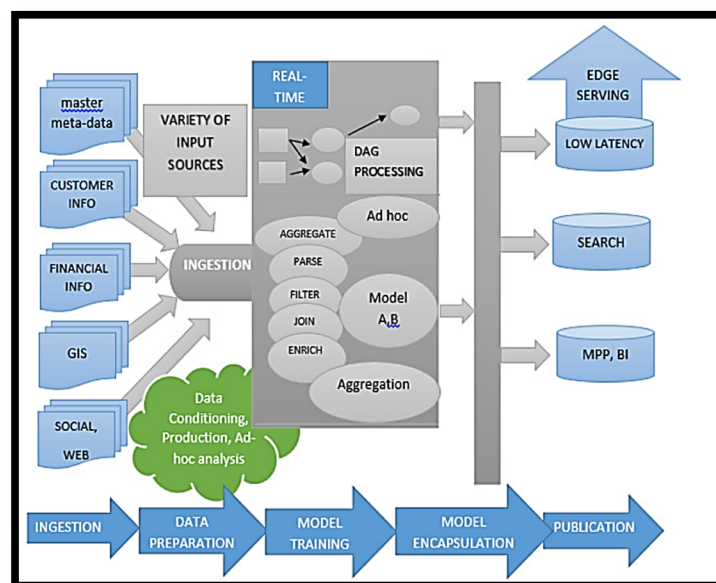 master
meta-data
CUSTOMER
INFO
FINANCIAL
INFO
GIS
SOCIAL,
WEB
VARIETY OF
INPUT
SOURCES
INGESTION
Data
Conditioning,
Production, Ad-
hoc analysis
REAL-
TIME
DAG
PROCESSING
Ad hoc
AGGREGATE
PARSE
FILTER
JOIN
ENRICH
Model
A,B
Aggregation
EDGE
SERVING
LOW LATENCY
SEARCH
MPP, BI
INGESTION
DATA
PREPARATION
MODEL
TRAINING
MODEL
ENCAPSULATION
PUBLICATION